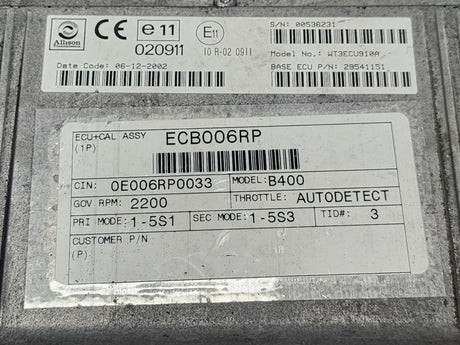 Allison
CE e11 E11
020911 10 R-02 0911
Date Code: 06-12-2002
S/N: 00536231
Model No.: WT3ECU910A
BASE ECU P/N: 29541151
ECU+CAL ASSY ECB006RP
(1P)
CIN: 0E006RP0033 MODEL: B400
GOV RPM: 2200 THROTTLE: AUTODETECT
PRI MODE: 1-5S1 SEC MODE: 1-5S3 TID#: 3
CUSTOMER P/N
(P)